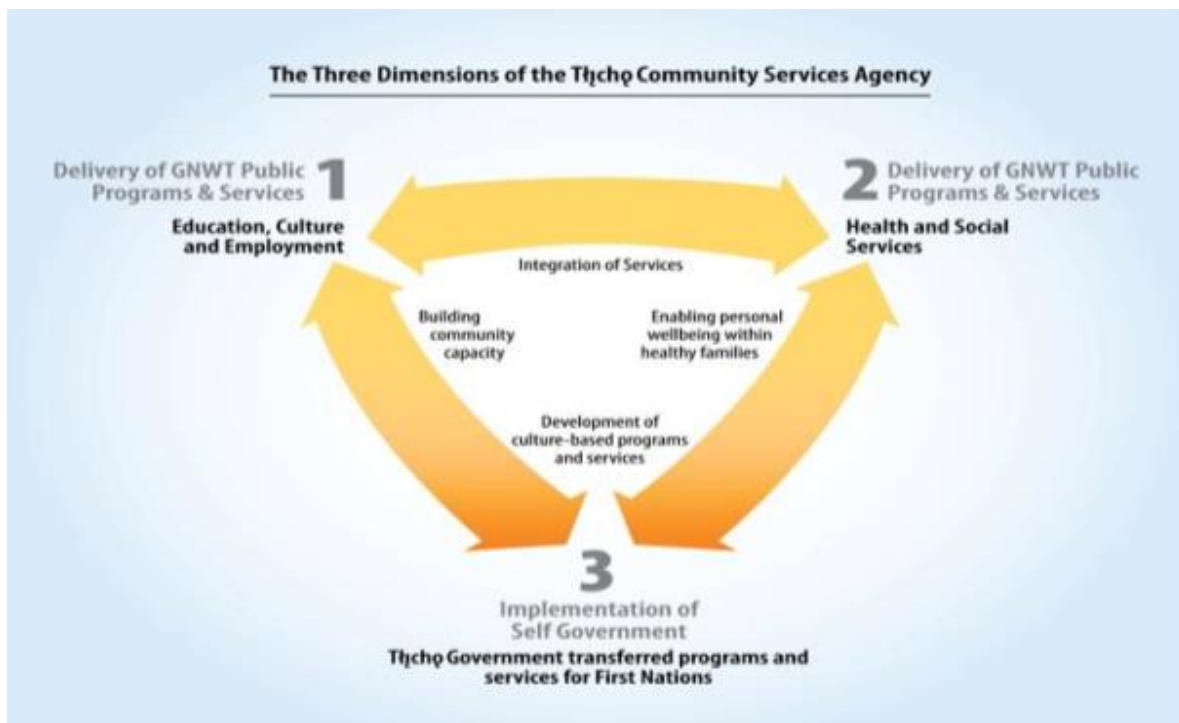 The Three Dimensions of the Tłı̨chǫ Community Services Agency
Delivery of GNWT Public
Programs & Services
1
Education, Culture
and Employment
2
Delivery of GNWT Public
Programs & Services
Health and Social
Services
Integration of Services
Building
community
capacity
Enabling personal
wellbeing within
healthy families
Development of
culture-based programs
and services
3
Implementation of
Self Government
Tłı̨chǫ Government transferred programs and
services for First Nations